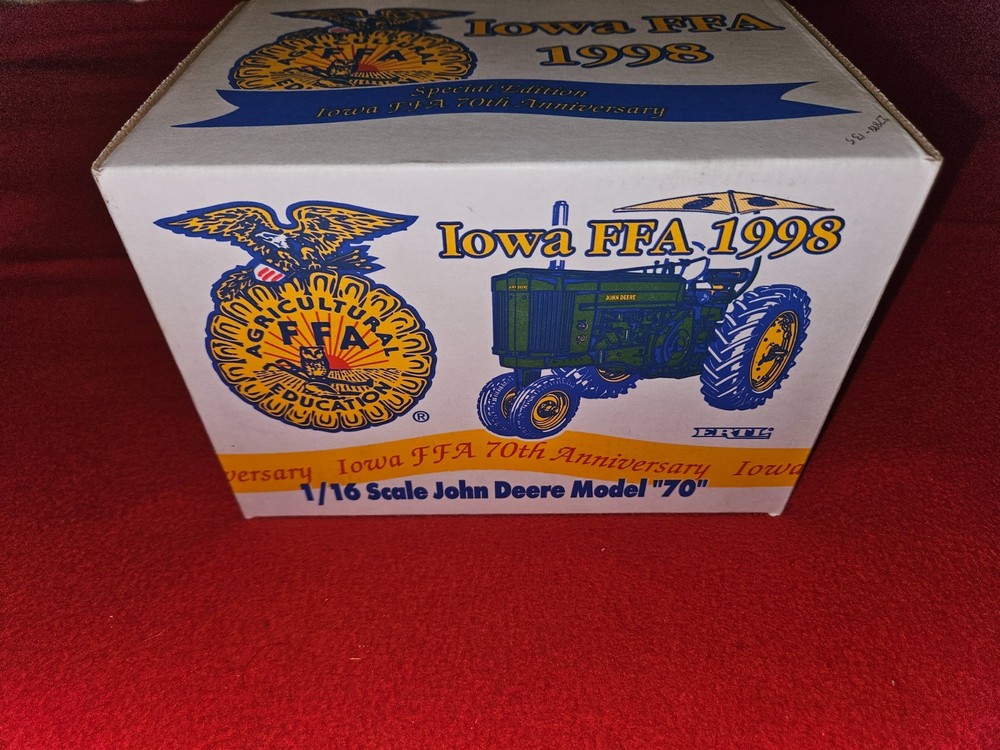 Iowa FFA
1998
Special Edition
Iowa FFA 70th Anniversary
Iowa FFA 1998
JOHN DEERE
AGRICULTURAL
FFA
EDUCATION
®
ERTL
versary Iowa FFA 70th Anniversary Iowa
1/16 Scale John Deere Model "70"